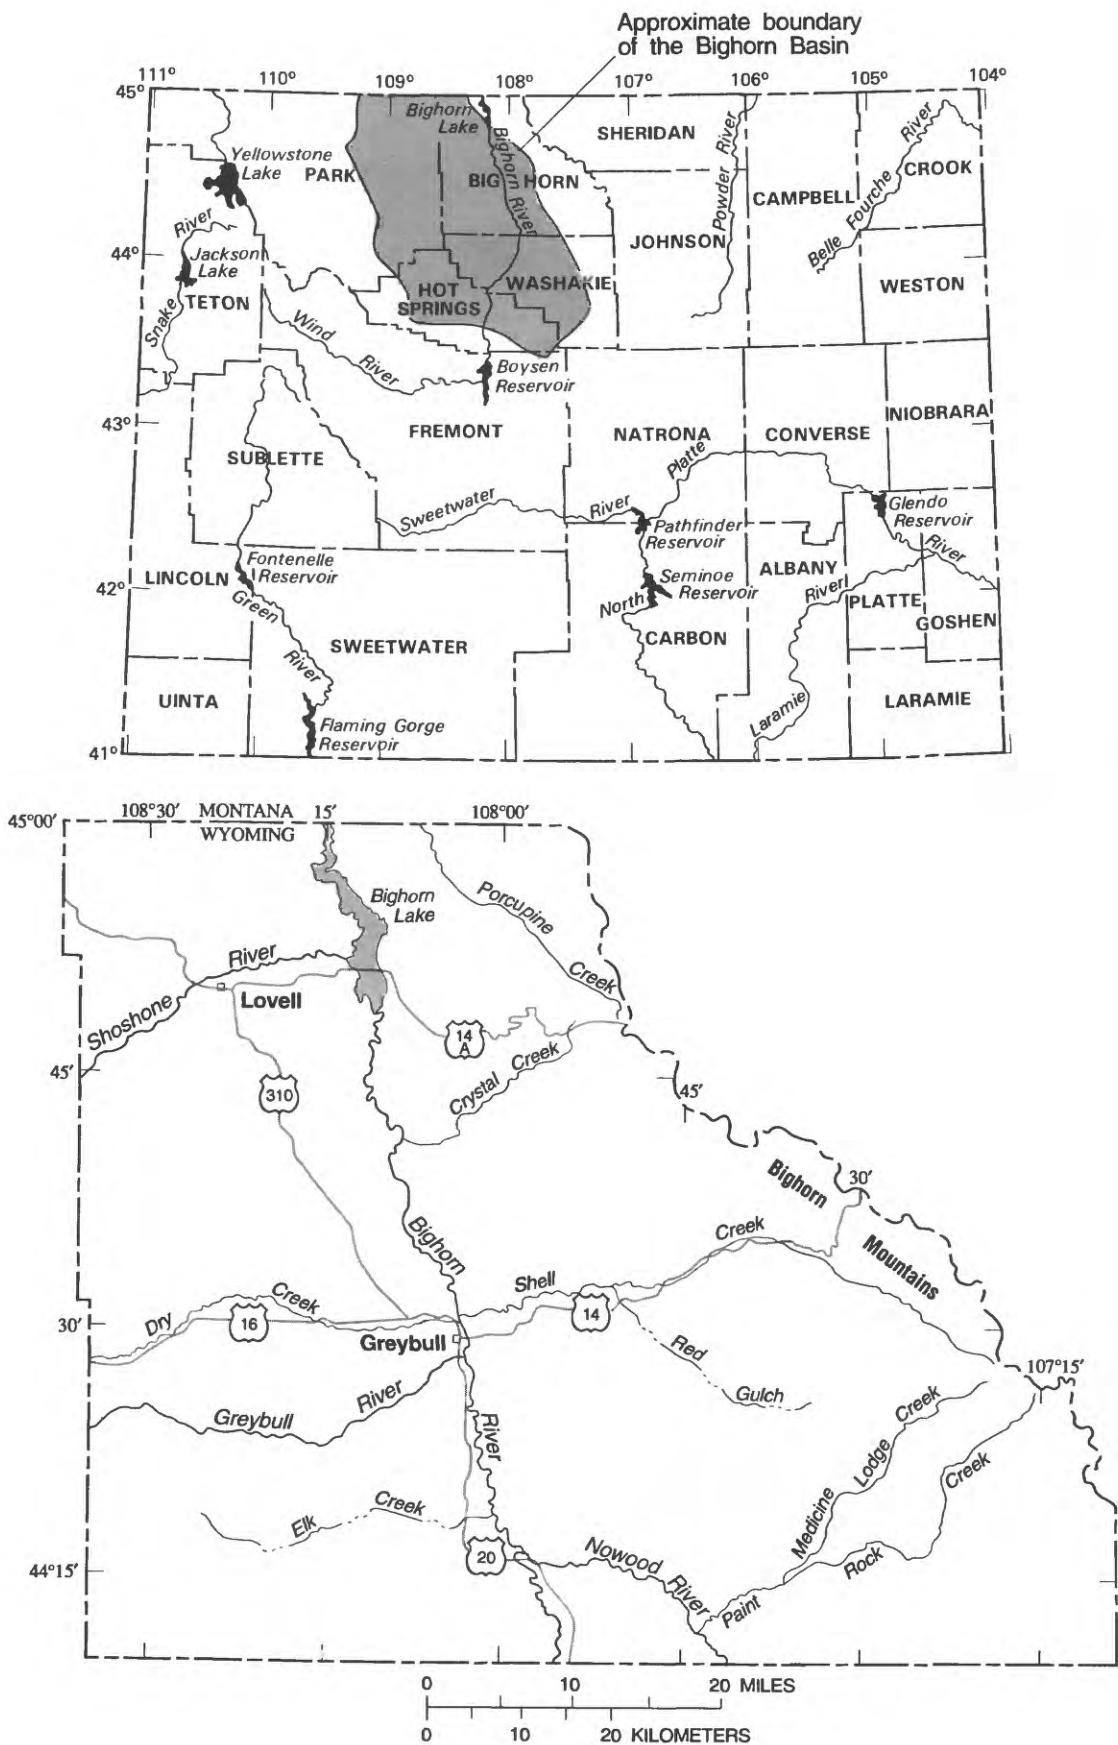 Approximate boundary
of the Bighorn Basin
111°
110°
109°
108°
107°
106°
105°
104°
45°
Bighorn
Lake
Bighorn
River
SHERIDAN
Powder River
River
CROOK
Yellowstone
Lake
PARK
BIG HORN
CAMPBELL
Belle Fourche
River
JOHNSON
44°
Jackson
Lake
HOT
SPRINGS
WASHAKIE
WESTON
TETON
Snake
Wind
River
Boysen
Reservoir
43°
FREMONT
NATRONA
CONVERSE
NIOBRARA
SUBLETTE
Platte
Sweetwater
River
Pathfinder
Reservoir
Glendo
Reservoir
LINCOLN
Fontenelle
Reservoir
42°
Green
River
Seminoe
Reservoir
North
ALBANY
River
River
PLATTE
GOSHEN
SWEETWATER
CARBON
UINTA
Laramie
LARAMIE
Flaming Gorge
Reservoir
41°
108°30′ MONTANA 15′ 108°00′
WYOMING
45°00′
Bighorn
Lake
Porcupine
Creek
Shoshone
River
Lovell
14
A
Crystal Creek
45′
310
45′
Bighorn
30′
Mountains
Bighorn
Creek
Shell
Dry
Creek
16
14
30′
Greybull
Red
Gulch
107°15′
Greybull
River
River
Creek
Lodge
Medicine
Creek
Elk
Creek
20
Nowood
River
Rock
Paint
44°15′
0 10 20 MILES
0 10 20 KILOMETERS